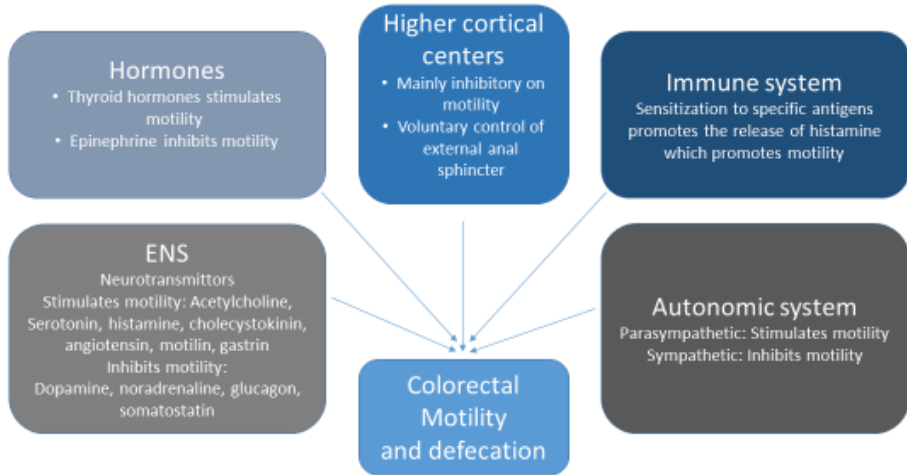 Hormones
• Thyroid hormones stimulates
motility
• Epinephrine inhibits motility
Higher cortical
centers
• Mainly inhibitory on
motility
• Voluntary control of
external anal
sphincter
Immune system
Sensitization to specific antigens
promotes the release of histamine
which promotes motility
ENS
Neurotransmittors
Stimulates motility: Acetylcholine,
Serotonin, histamine, cholecystokinin,
angiotensin, motilin, gastrin
Inhibits motility:
Dopamine, noradrenaline, glucagon,
somatostatin
Autonomic system
Parasympathetic: Stimulates motility
Sympathetic: Inhibits motility
Colorectal
Motility
and defecation